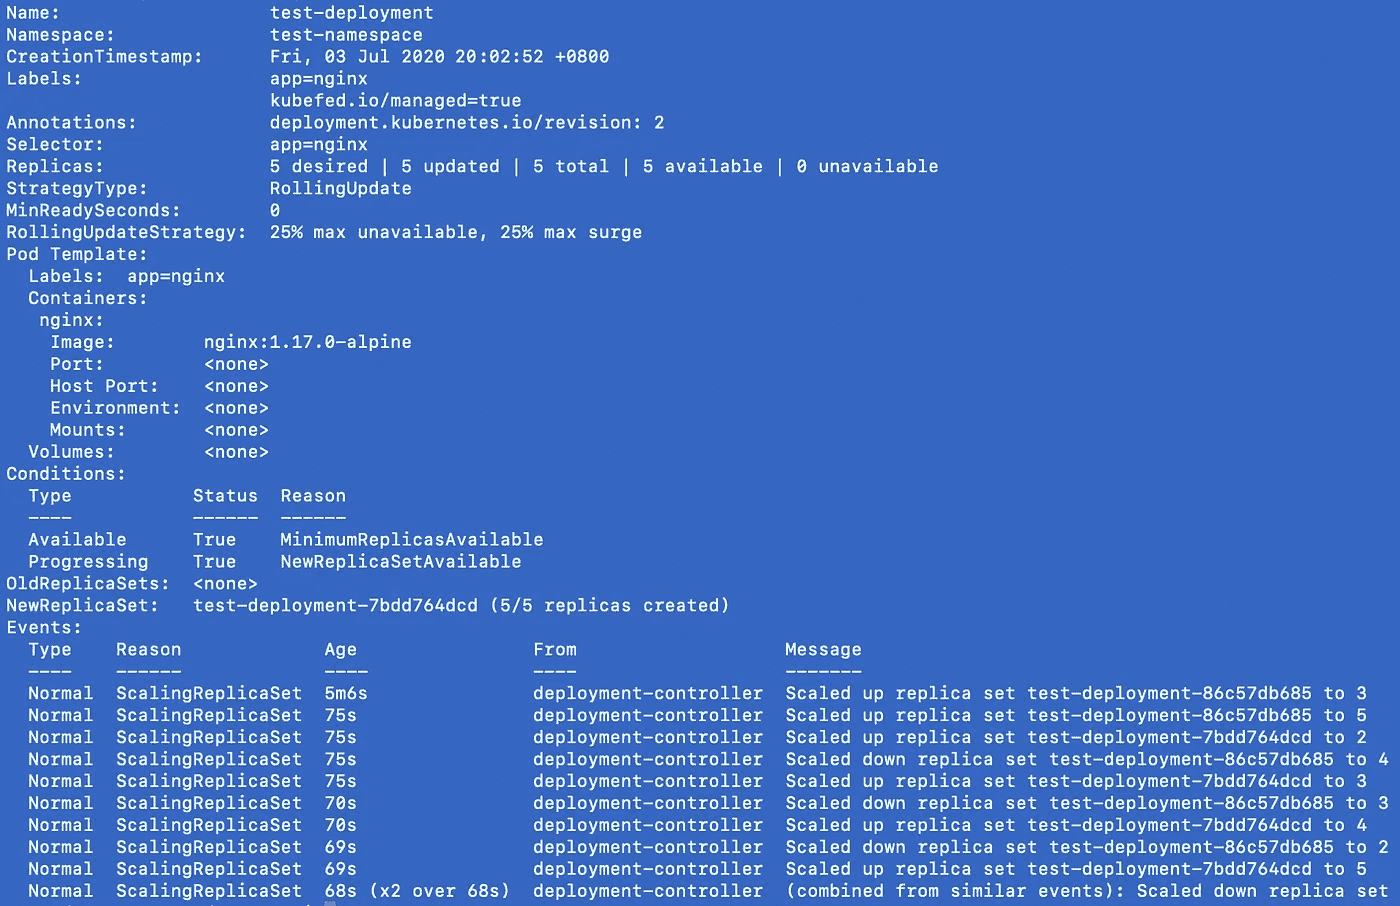 Name:                   test-deployment
Namespace:              test-namespace
CreationTimestamp:      Fri, 03 Jul 2020 20:02:52 +0800
Labels:                 app=nginx
                        kubefed.io/managed=true
Annotations:            deployment.kubernetes.io/revision: 2
Selector:               app=nginx
Replicas:               5 desired | 5 updated | 5 total | 5 available | 0 unavailable
StrategyType:           RollingUpdate
MinReadySeconds:        0
RollingUpdateStrategy:  25% max unavailable, 25% max surge
Pod Template:
  Labels:  app=nginx
  Containers:
   nginx:
    Image:        nginx:1.17.0-alpine
    Port:         <none>
    Host Port:    <none>
    Environment:  <none>
    Mounts:       <none>
  Volumes:        <none>
Conditions:
  Type           Status  Reason
  ----           ------  ------
  Available      True    MinimumReplicasAvailable
  Progressing    True    NewReplicaSetAvailable
OldReplicaSets:  <none>
NewReplicaSet:   test-deployment-7bdd764dcd (5/5 replicas created)
Events:
  Type    Reason             Age                From                   Message
  ----    ------             ----               ----                   -------
  Normal  ScalingReplicaSet  5m6s               deployment-controller  Scaled up replica set test-deployment-86c57db685 to 3
  Normal  ScalingReplicaSet  75s                deployment-controller  Scaled up replica set test-deployment-86c57db685 to 5
  Normal  ScalingReplicaSet  75s                deployment-controller  Scaled up replica set test-deployment-7bdd764dcd to 2
  Normal  ScalingReplicaSet  75s                deployment-controller  Scaled down replica set test-deployment-86c57db685 to 4
  Normal  ScalingReplicaSet  75s                deployment-controller  Scaled up replica set test-deployment-7bdd764dcd to 3
  Normal  ScalingReplicaSet  70s                deployment-controller  Scaled down replica set test-deployment-86c57db685 to 3
  Normal  ScalingReplicaSet  70s                deployment-controller  Scaled up replica set test-deployment-7bdd764dcd to 4
  Normal  ScalingReplicaSet  69s                deployment-controller  Scaled down replica set test-deployment-86c57db685 to 2
  Normal  ScalingReplicaSet  69s                deployment-controller  Scaled up replica set test-deployment-7bdd764dcd to 5
  Normal  ScalingReplicaSet  68s (x2 over 68s)  deployment-controller  (combined from similar events): Scaled down replica set